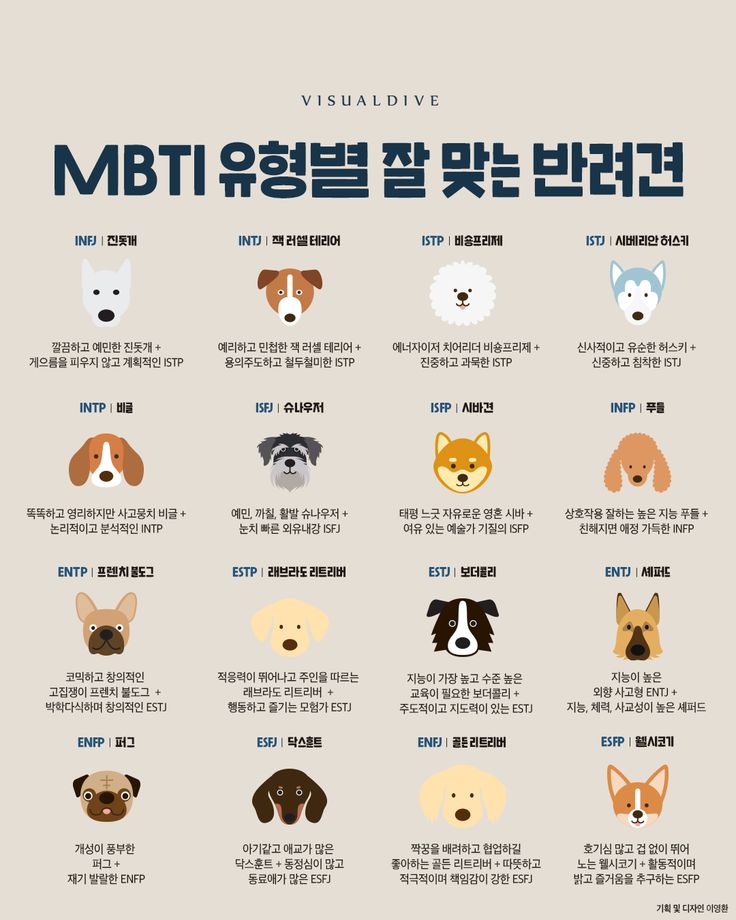 VISUALDIVE
MBTI 유형별 잘 맞는 반려견
INFJ | 진돗개
INTJ | 잭 러셀 테리어
ISTP | 비숑프리제
ISTJ | 시베리안 허스키
깔끔하고 예민한 진돗개 +
게으름을 피우지 않고 계획적인 ISTP
예리하고 민첩한 잭 러셀 테리어 +
용의주도하고 철두철미한 ISTP
에너자이저 치어리더 비숑프리제 +
진중하고 과묵한 ISTP
신사적이고 유순한 허스키 +
신중하고 침착한 ISTJ
INTP | 비글
ISFJ | 슈나우저
ISFP | 시바견
INFP | 푸들
똑똑하고 영리하지만 사고뭉치 비글 +
논리적이고 분석적인 INTP
예민, 까칠, 활발 슈나우저 +
눈치 빠른 외유내강 ISFJ
태평 느긋 자유로운 영혼 시바 +
여유 있는 예술가 기질의 ISFP
상호작용 잘하는 높은 지능 푸들 +
친해지면 애정 가득한 INFP
ENTP | 프렌치 불도그
ESTP | 래브라도 리트리버
ESTJ | 보더콜리
ENTJ | 셰퍼드
코믹하고 창의적인
고집쟁이 프렌치 불도그 +
박학다식하며 창의적인 ESTJ
적응력이 뛰어나고 주인을 따르는
래브라도 리트리버 +
행동하고 즐기는 모험가 ESTJ
지능이 가장 높고 수준 높은
교육이 필요한 보더콜리 +
주도적이고 지도력이 있는 ESTJ
지능이 높은
외향 사고형 ENTJ +
지능, 체력, 사교성이 높은 셰퍼드
ENFP | 퍼그
ESFJ | 닥스훈트
ENFJ | 골든 리트리버
ESFP | 웰시코기
개성이 풍부한
퍼그 +
재기 발랄한 ENFP
아기같고 애교가 많은
닥스훈트 + 동정심이 많고
동료애가 많은 ESFJ
짝꿍을 배려하고 협업하길
좋아하는 골든 리트리버 + 따뜻하고
적극적이며 책임감이 강한 ESFJ
호기심 많고 겁 없이 뛰어
노는 웰시코기 + 활동적이며
밝고 즐거움을 추구하는 ESFP
기획 및 디자인 이영환